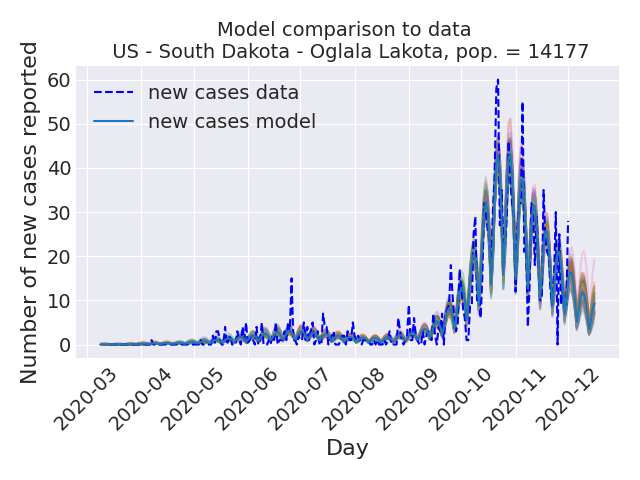 Model comparison to data
US - South Dakota - Oglala Lakota, pop. = 14177
Number of new cases reported
60
50
40
30
20
10
0
new cases data
new cases model
2020-03
2020-04
2020-05
2020-06
2020-07
2020-08
2020-09
2020-10
2020-11
2020-12
Day